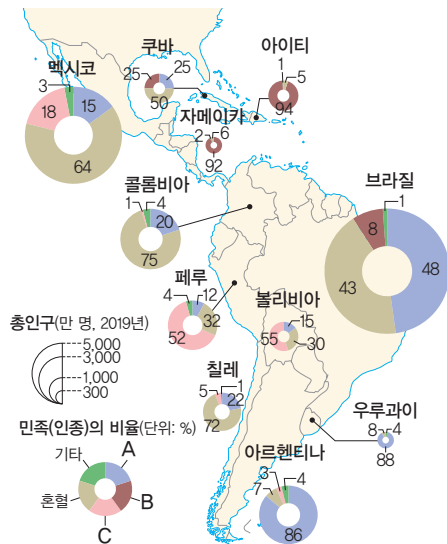 쿠바
25
25
50
아이티
1
5
94
멕시코
3
15
18
64
자메이카
2
6
92
콜롬비아
1
4
20
75
브라질
1
8
48
43
페루
4
12
32
52
볼리비아
15
55
30
총인구(만 명, 2019년)
5,000
3,000
1,000
300
칠레
5
1
22
72
우루과이
8
4
88
민족(인종)의 비율(단위: %)
기타
A
혼혈
B
C
아르헨티나
3
4
7
86